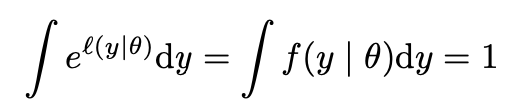 ∫ e^{ℓ(y|θ)} dy = ∫ f(y | θ)dy = 1